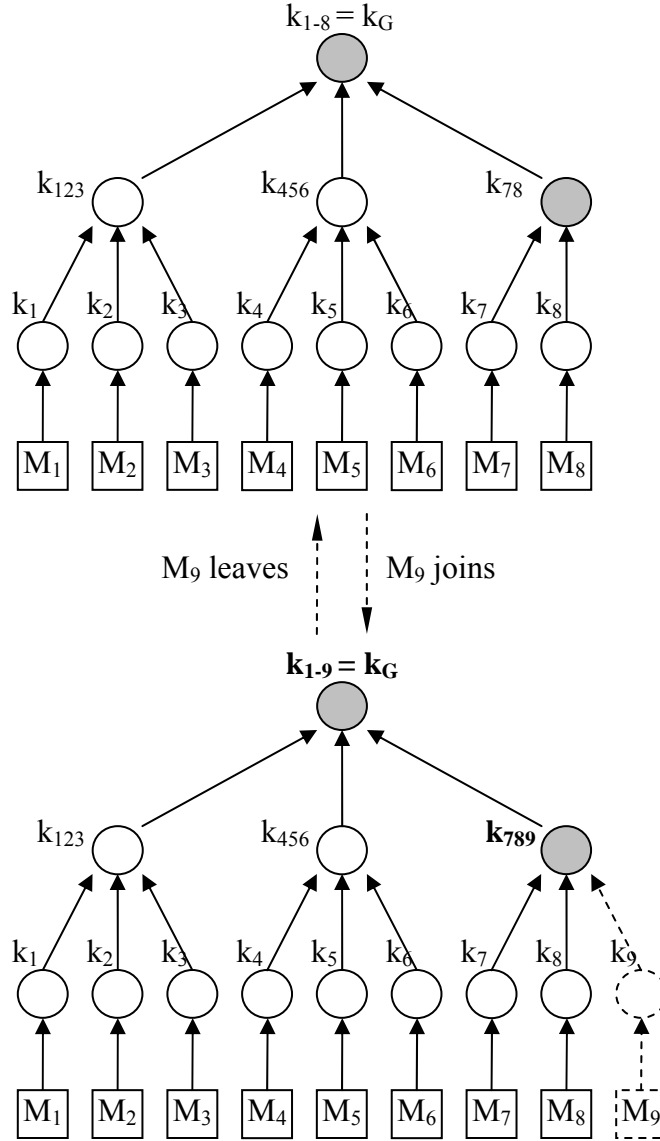 k₁₋₈ = k_G
k₁₂₃ k₄₅₆ k₇₈
k₁ k₂ k₃ k₄ k₅ k₆ k₇ k₈
M₁ M₂ M₃ M₄ M₅ M₆ M₇ M₈
M₉ leaves M₉ joins
k₁₋₉ = k_G
k₁₂₃ k₄₅₆ k₇₈₉
k₁ k₂ k₃ k₄ k₅ k₆ k₇ k₈ k₉
M₁ M₂ M₃ M₄ M₅ M₆ M₇ M₈ M₉